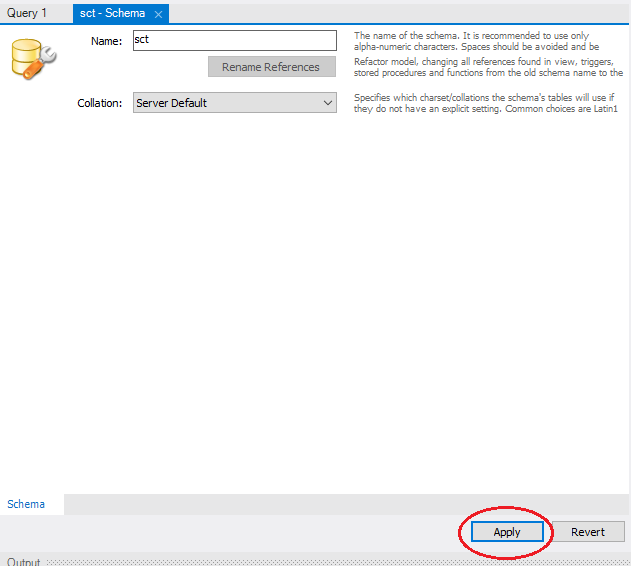 Query 1
sct - Schema
Name:
sct
The name of the schema. It is recommended to use only
alpha-numeric characters. Spaces should be avoided and be
Rename References
Refactor model, changing all references found in view, triggers,
stored procedures and functions from the old schema name to the
Collation:
Server Default
Specifies which charset/collations the schema's tables will use if
they do not have an explicit setting. Common choices are Latin1
Schema
Apply
Revert
Output